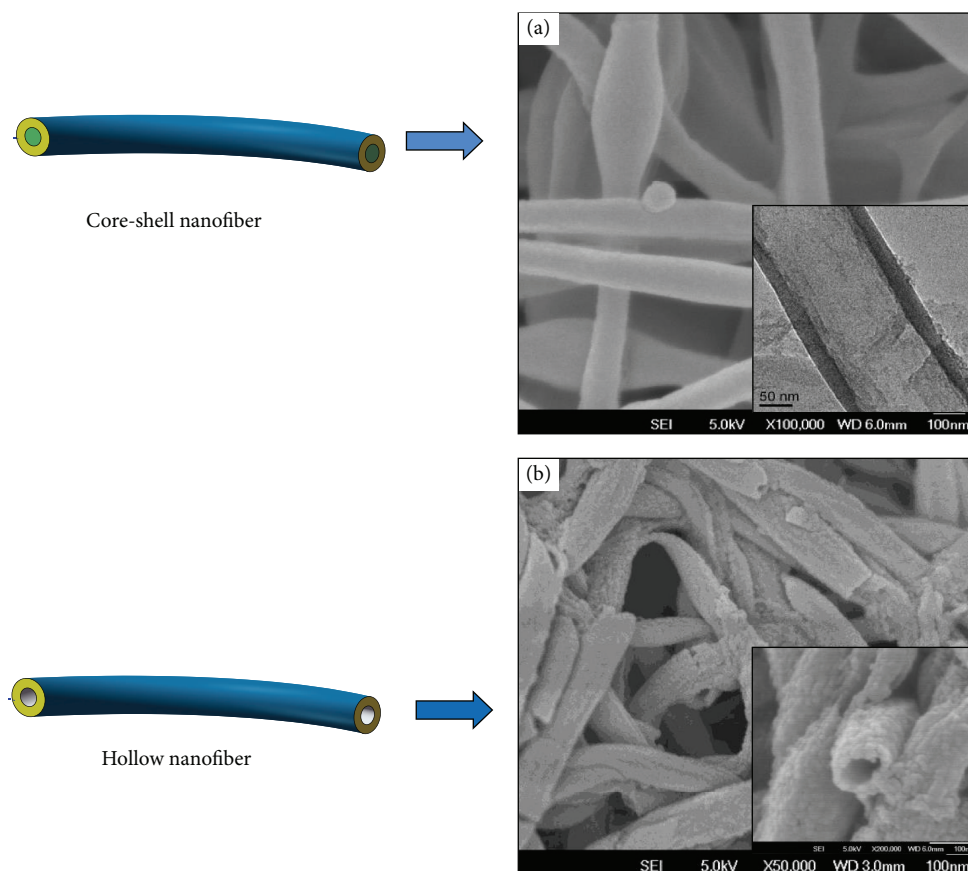 (a)
Core-shell nanofiber
50 nm
SEI 5.0kV X100,000 WD 6.0mm 100nm
(b)
Hollow nanofiber
SEI 5.0kV X200,000 WD 6.0mm 100nm
SEI 5.0kV X50,000 WD 3.0mm 100nm